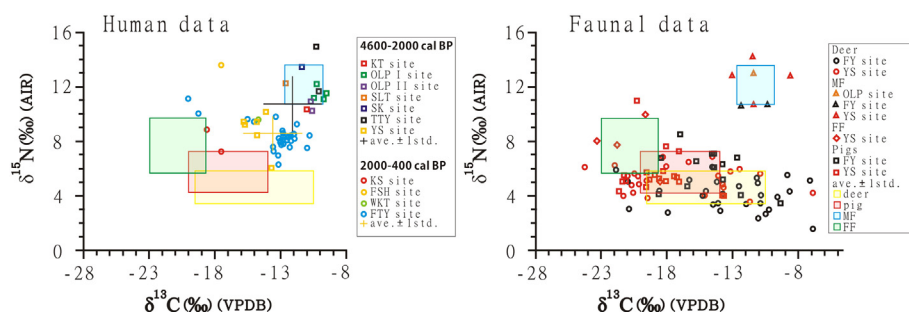 Human data
16
12
8
4
0
-28 -23 -18 -13 -8
δ15N(‰)(AIR)
δ13C(‰)(VPDB)
4600-2000 cal BP
KT site
OLP I site
OLP II site
SLT site
SK site
TTY site
YS site
ave.±1std.
2000-400 cal BP
KS site
FSH site
WKT site
FTY site
ave.±1std.
Faunal data
16
12
8
4
0
-28 -23 -18 -13 -8
δ15N(‰)(AIR)
δ13C(‰)(VPDB)
Deer
FY site
YS site
MF
OLP site
FY site
YS site
FF
YS site
Pigs
FY site
YS site
ave.±1std.
deer
pig
MF
FF